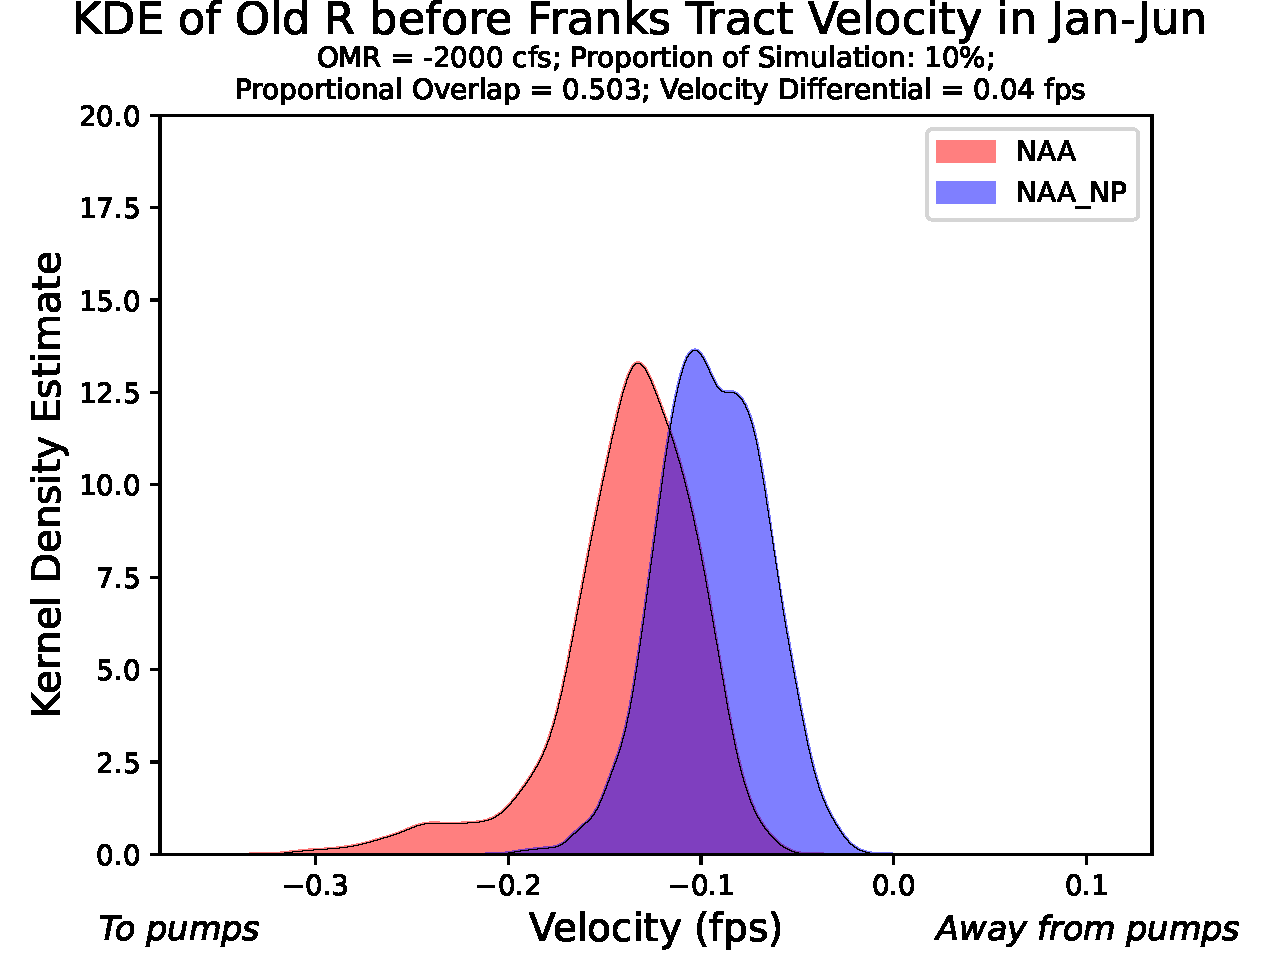 KDE of Old R before Franks Tract Velocity in Jan-Jun
OMR = -2000 cfs; Proportion of Simulation: 10%;
Proportional Overlap = 0.503; Velocity Differential = 0.04 fps
NAA
NAA_NP
Kernel Density Estimate
20.0
17.5
15.0
12.5
10.0
7.5
5.0
2.5
0.0
−0.3 −0.2 −0.1 0.0 0.1
To pumps Velocity (fps) Away from pumps